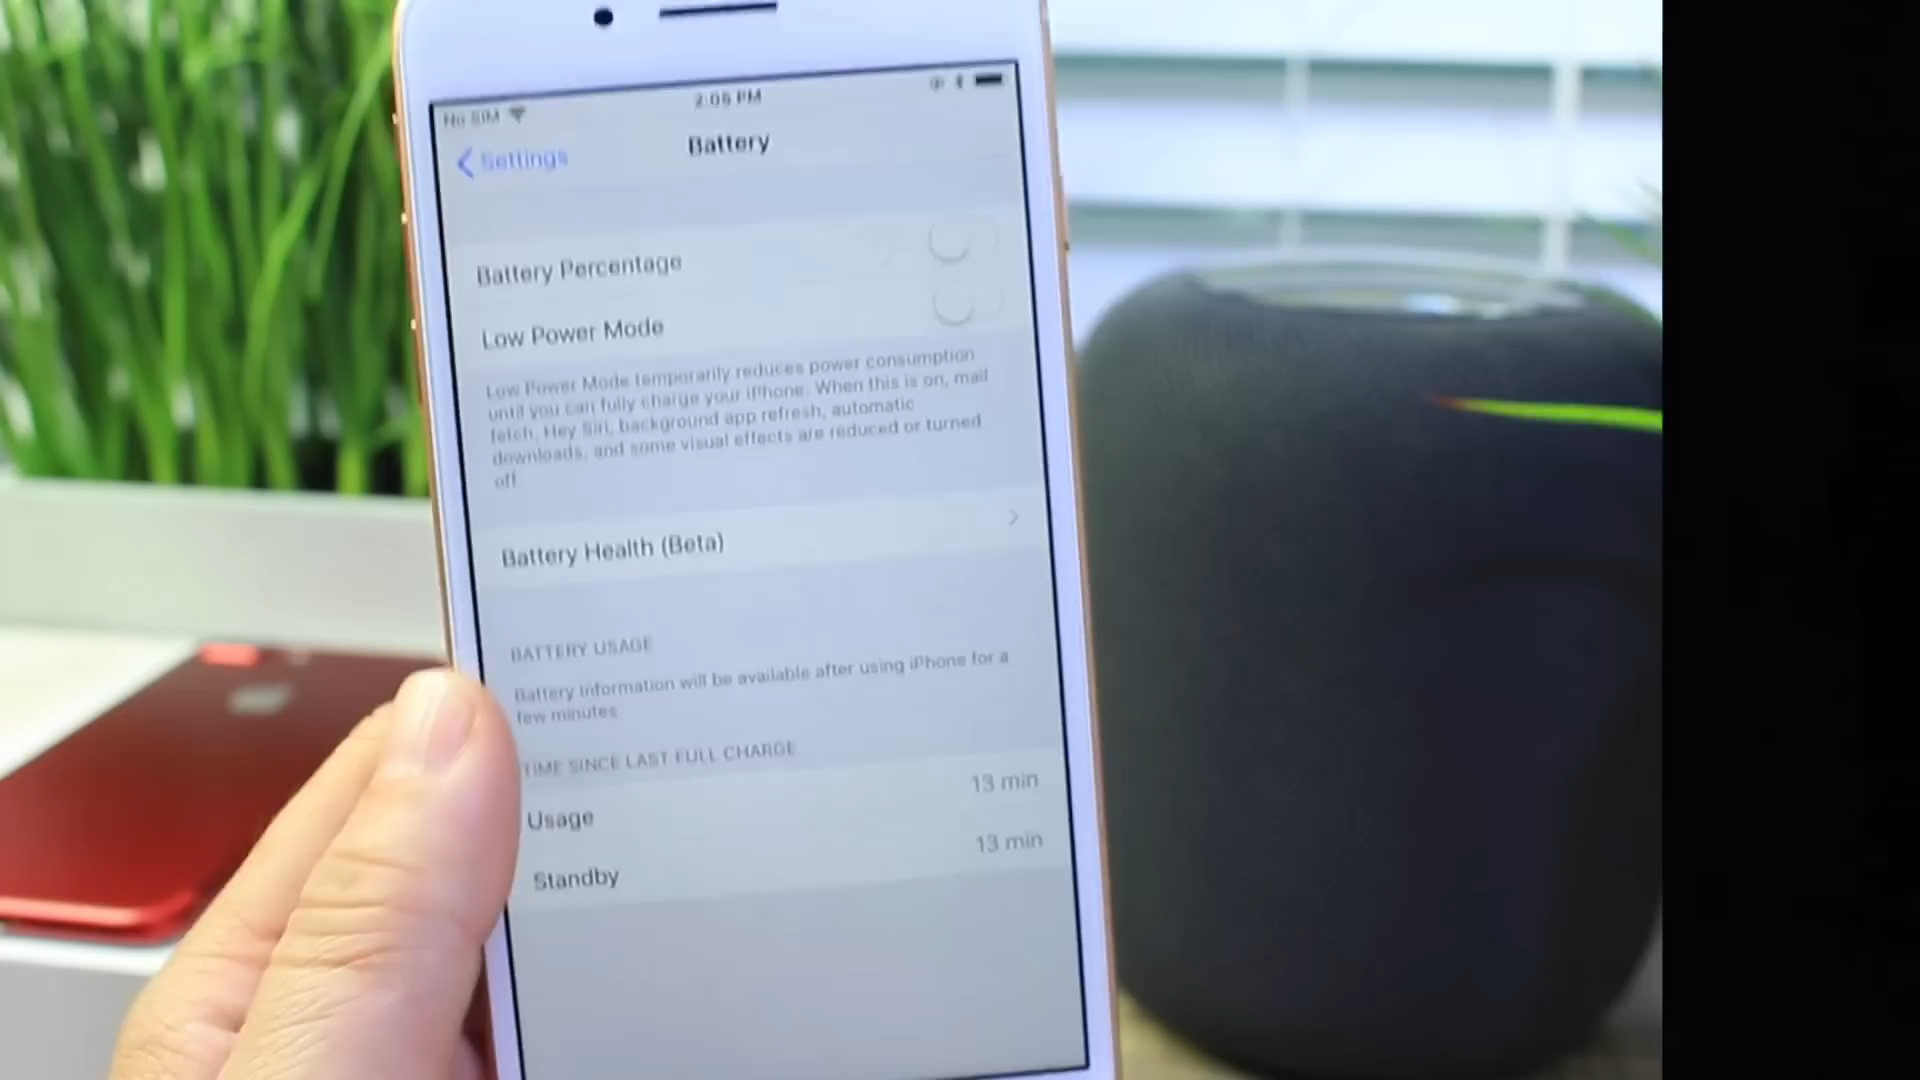 No SIM
2:05 PM
Settings
Battery
Battery Percentage
Low Power Mode
Low Power Mode temporarily reduces power consumption
until you can fully charge your iPhone. When this is on, mail
fetch, Hey Siri, background app refresh, automatic
downloads, and some visual effects are reduced or turned
off.
Battery Health (Beta)
BATTERY USAGE
Battery information will be available after using iPhone for a
few minutes
TIME SINCE LAST FULL CHARGE
Usage 13 min
Standby 13 min